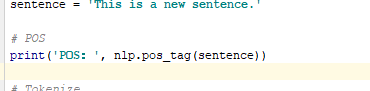 sentence = 'This is a new sentence.'
# POS
print('POS: ', nlp.pos_tag(sentence))
# Tokenize